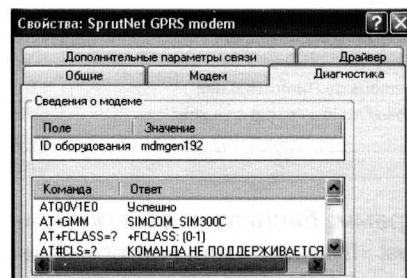 Свойства: SprutNet GPRS modem
Дополнительные параметры связи Драйвер
Общие Модем Диагностика
Сведения о модеме
Поле Значение
ID оборудования mdmgen192
Команда Ответ
ATQ0V1E0 Успешно
AT+GMM SIMCOM_SIM300C
AT+FCLASS=? +FCLASS: (0-1)
AT#CLS=? КОМАНДА НЕ ПОДДЕРЖИВАЕТСЯ